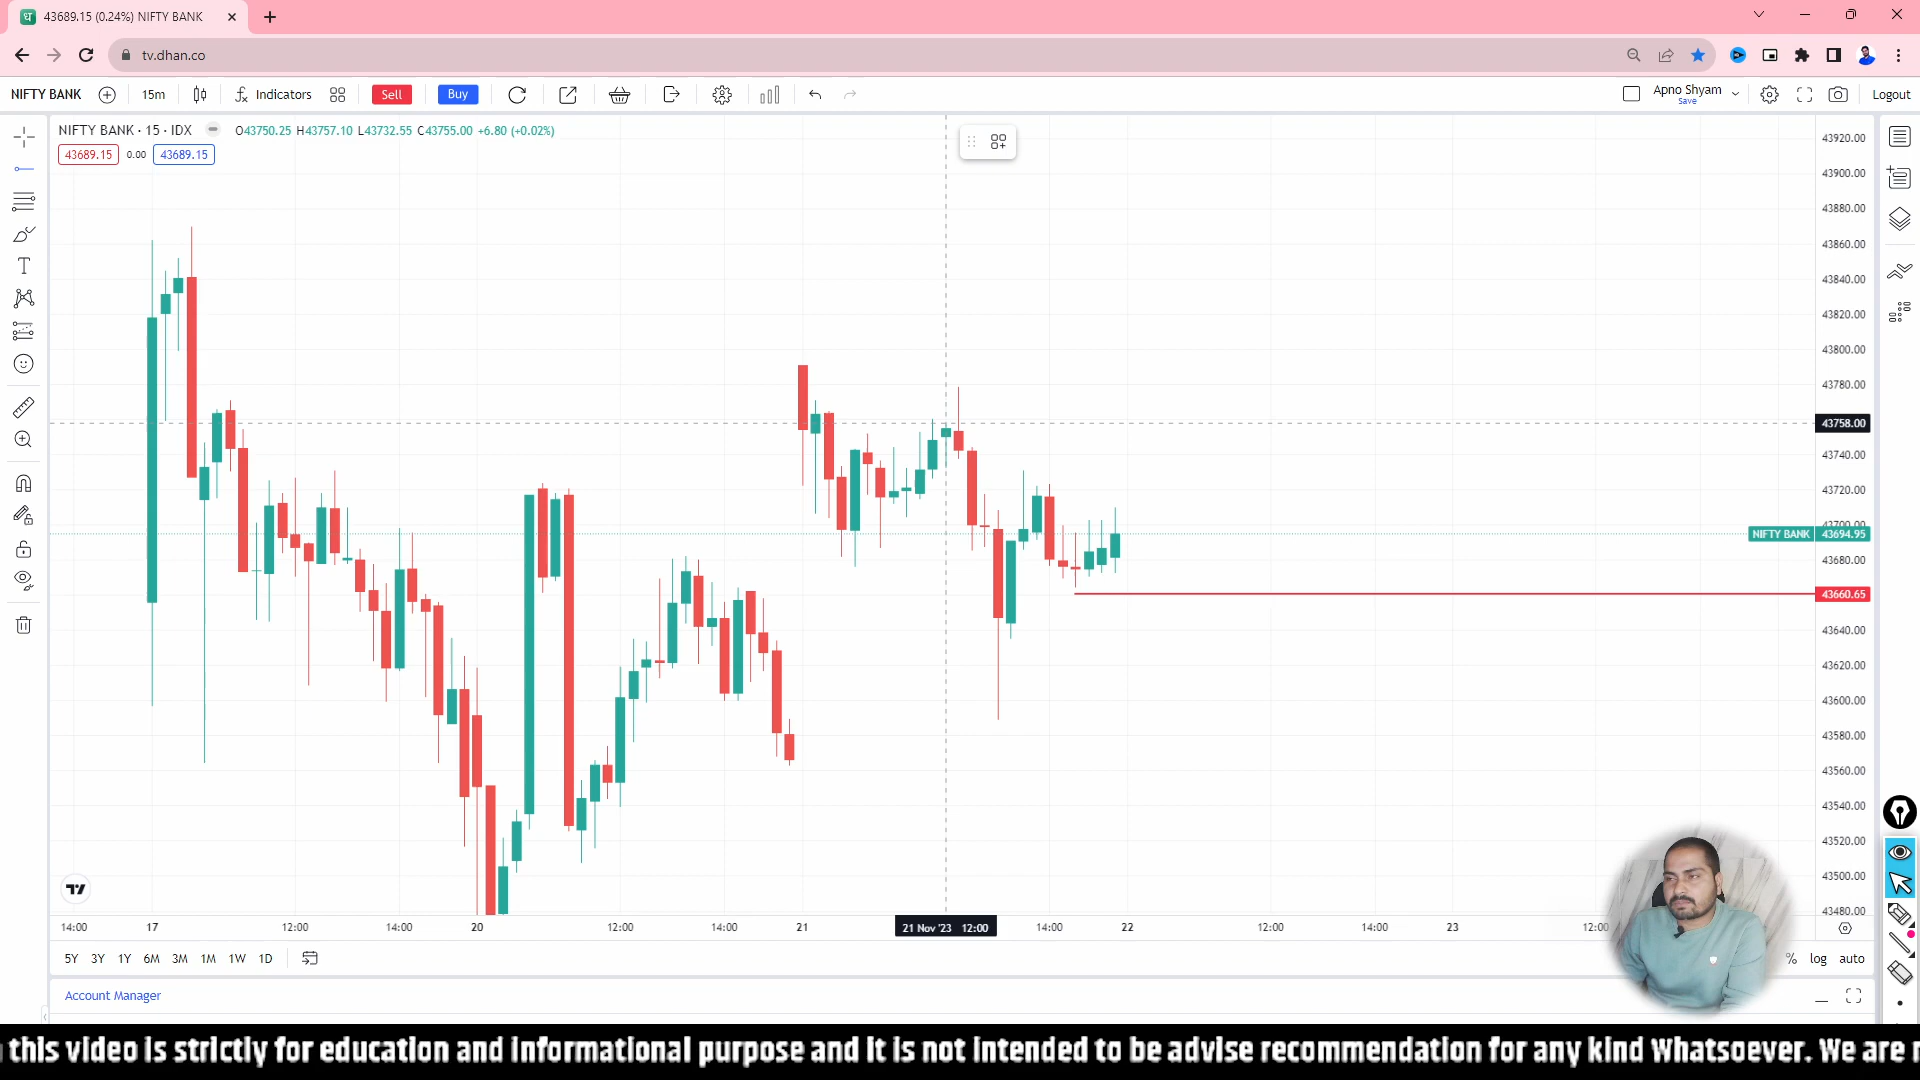 43689.15 (0.24%) NIFTY BANK
tv.dhan.co
NIFTY BANK 15m Indicators Sell Buy Apno Shyam Save Logout
NIFTY BANK · 15 · IDX O43750.25 H43757.10 L43732.55 C43755.00 +6.80 (+0.02%)
43689.15 0.00 43689.15
43920.00
43900.00
43880.00
43860.00
43840.00
43820.00
43800.00
43780.00
43758.00
43740.00
43720.00
43700.00
NIFTY BANK 43694.95
43680.00
43660.65
43640.00
43620.00
43600.00
43580.00
43560.00
43540.00
43520.00
43500.00
43480.00
14:00 17 12:00 14:00 20 12:00 14:00 21 21 Nov '23 12:00 14:00 22 12:00 14:00 23 12:00
5Y 3Y 1Y 6M 3M 1M 1W 1D % log auto
Account Manager
this video is strictly for education and informational purpose and it is not intended to be advise recommendation for any kind Whatsoever. We are